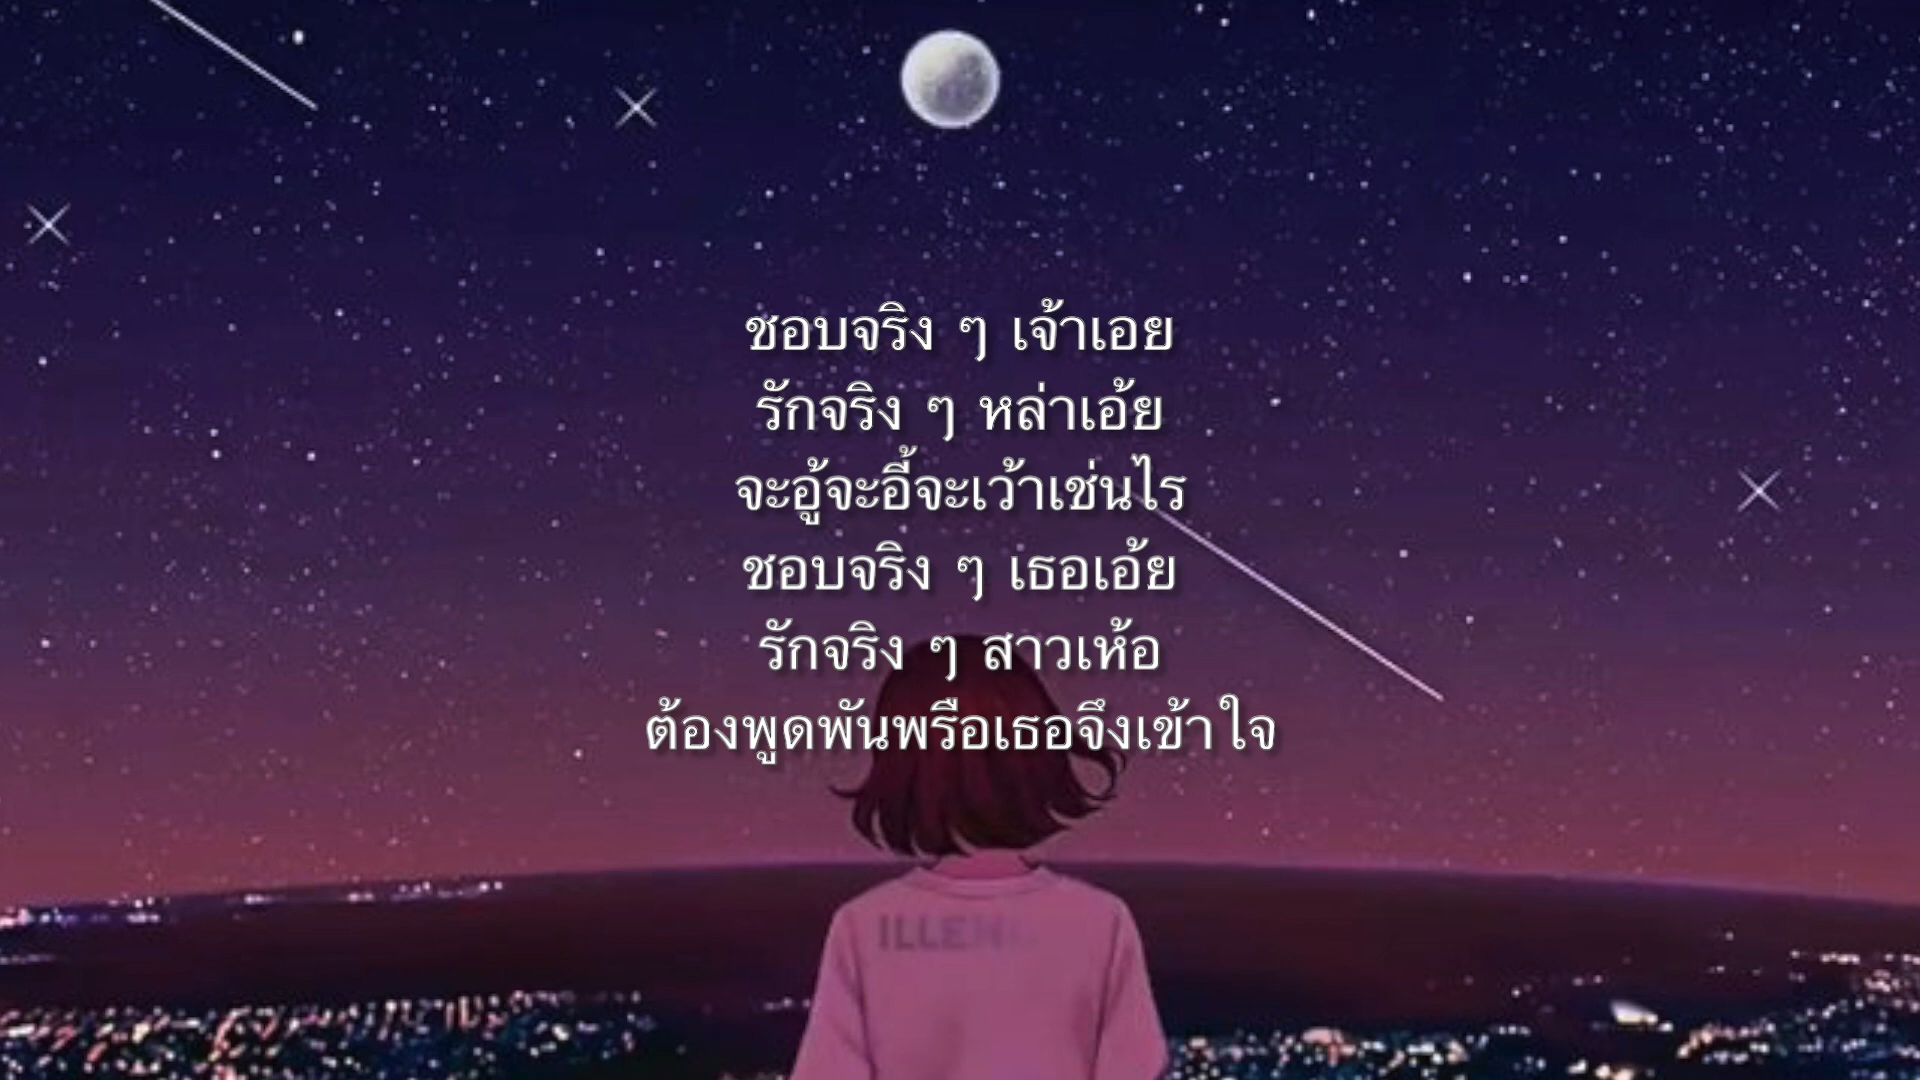 ชอบจริง ๆ เจ้าเอย
รักจริง ๆ หล่าเอ้ย
จะอู้จะอี้จะเว้าเช่นไร
ชอบจริง ๆ เธอเอ้ย
รักจริง ๆ สาวเห้อ
ต้องพูดพันพรือเธอจึงเข้าใจ